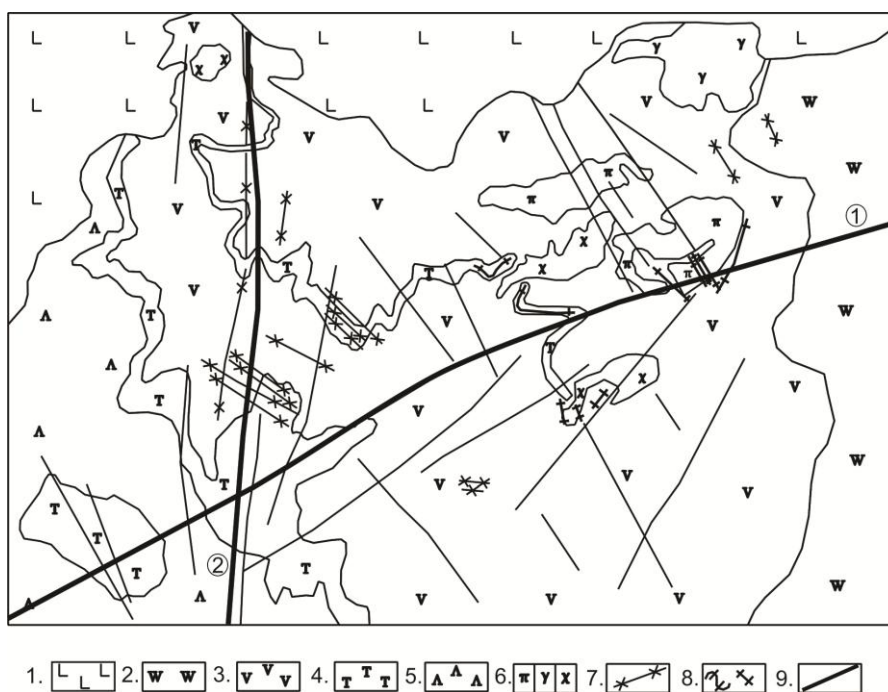 V
L L L L L L γ γ L
χ χ γ
L L V L L V W
V
T
π W
L T V V π V
Λ π 1
T T χ χ π π
V
Λ T V V W
T
Λ
χ χ V
T V
Λ
W
T V V V
T
T
2
T T W
Λ Λ V V V
1. L L L L 2. W W 3. V V V 4. T T T 5. Λ Λ Λ 6. π γ χ 7. 8. 9.